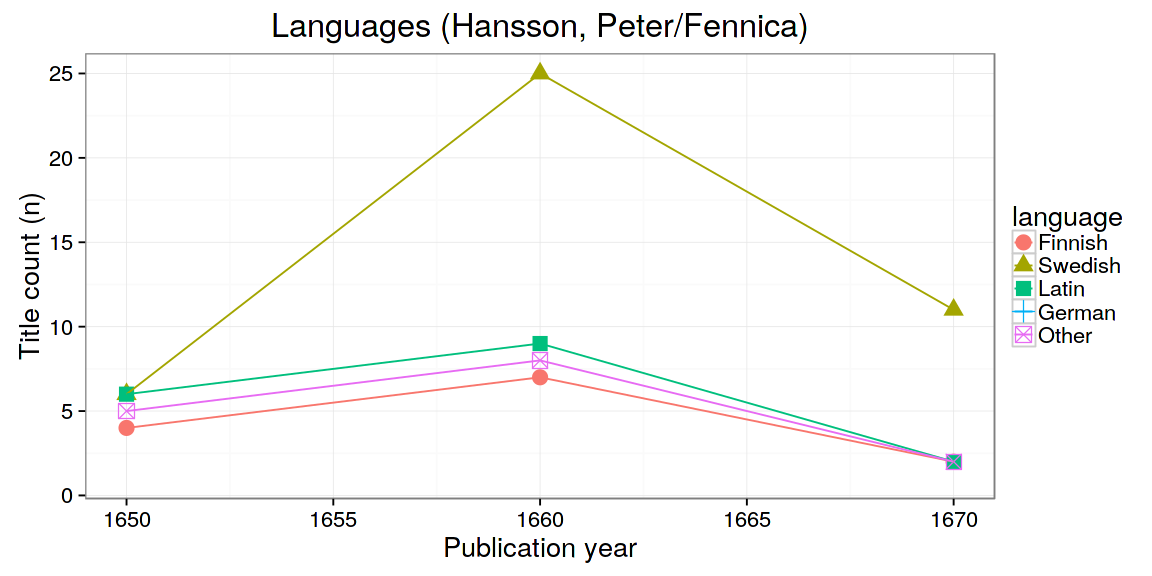 Languages (Hansson, Peter/Fennica)
25
20
15
10
5
0
Title count (n)
1650 1655 1660 1665 1670
Publication year
language
Finnish
Swedish
Latin
German
Other